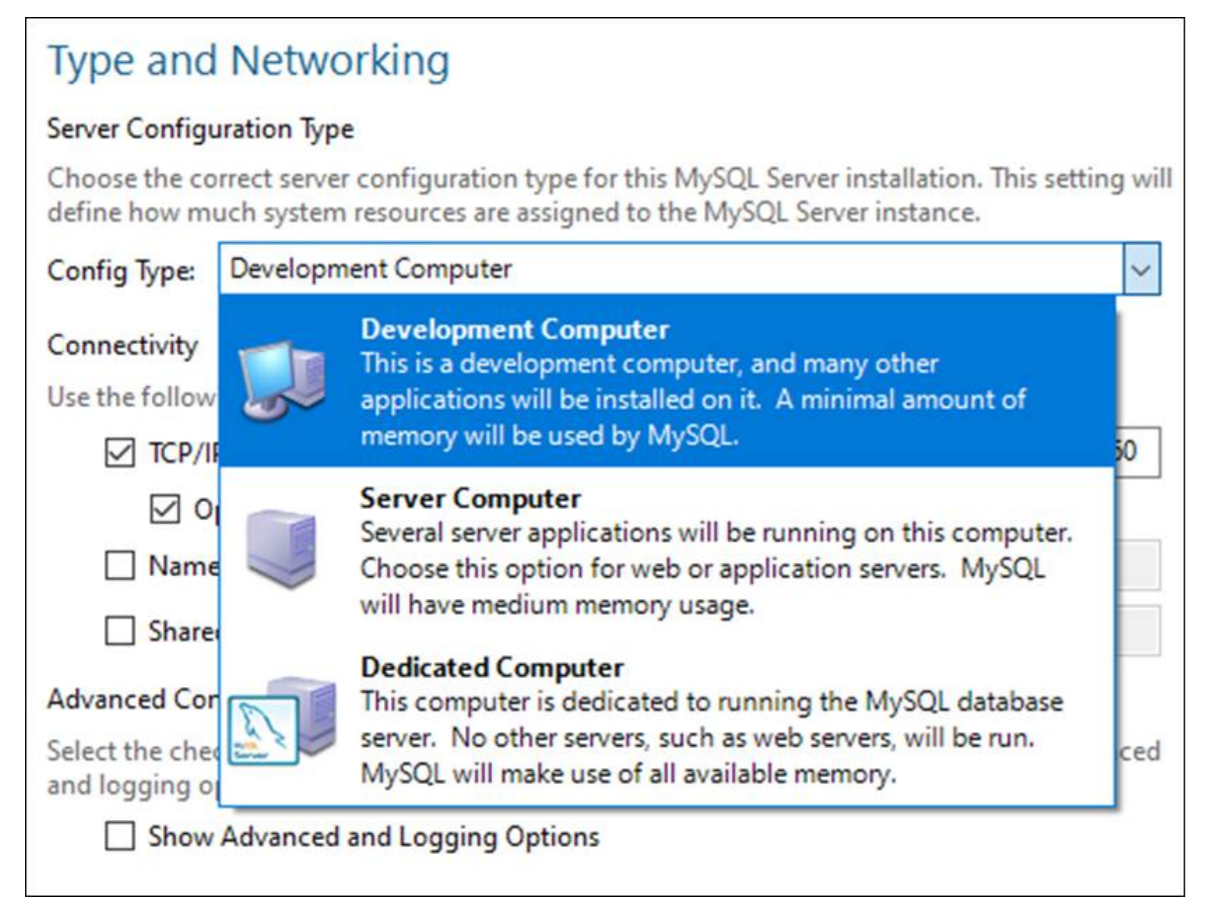 Type and Networking
Server Configuration Type
Choose the correct server configuration type for this MySQL Server installation. This setting will
define how much system resources are assigned to the MySQL Server instance.
Config Type: Development Computer
Development Computer
Connectivity
This is a development computer, and many other
Use the follow
applications will be installed on it. A minimal amount of
memory will be used by MySQL.
TCP/I
60
Server Computer
Several server applications will be running on this computer.
Name
Choose this option for web or application servers. MySQL
will have medium memory usage.
Share
Dedicated Computer
Advanced Con
This computer is dedicated to running the MySQL database
server. No other servers, such as web servers, will be run.
Select the chec
ced
MySQL will make use of all available memory.
and logging o
Show Advanced and Logging Options